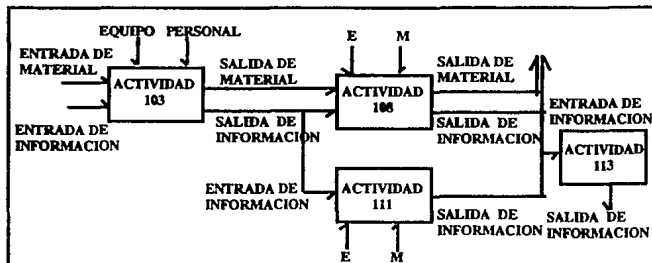 EQUIPO PERSONAL
ENTRADA DE
MATERIAL
ACTIVIDAD
103
ENTRADA DE
INFORMACION
SALIDA DE
MATERIAL
SALIDA DE
INFORMACION
E M
ACTIVIDAD
108
SALIDA DE
MATERIAL
SALIDA DE
INFORMACION
ENTRADA DE
INFORMACION
ACTIVIDAD
111
E M
SALIDA DE
INFORMACION
ENTRADA DE
INFORMACION
ACTIVIDAD
113
SALIDA DE
INFORMACION